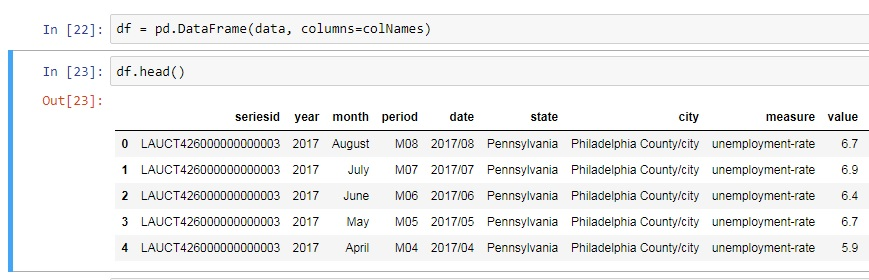 In [22]: df = pd.DataFrame(data, columns=colNames)
In [23]: df.head()
Out[23]:
seriesid year month period date state city measure value
0 LAUCT426000000000003 2017 August M08 2017/08 Pennsylvania Philadelphia County/city unemployment-rate 6.7
1 LAUCT426000000000003 2017 July M07 2017/07 Pennsylvania Philadelphia County/city unemployment-rate 6.9
2 LAUCT426000000000003 2017 June M06 2017/06 Pennsylvania Philadelphia County/city unemployment-rate 6.4
3 LAUCT426000000000003 2017 May M05 2017/05 Pennsylvania Philadelphia County/city unemployment-rate 6.7
4 LAUCT426000000000003 2017 April M04 2017/04 Pennsylvania Philadelphia County/city unemployment-rate 5.9